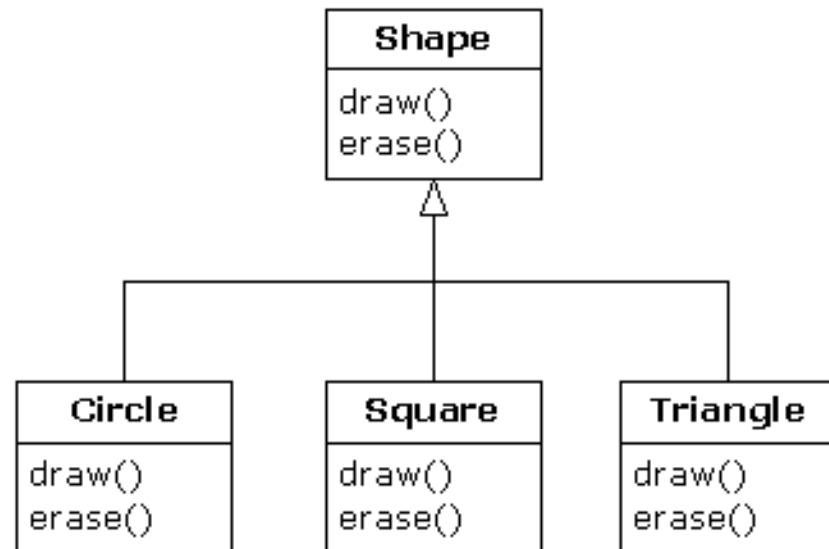 Shape
draw()
erase()
Circle
draw()
erase()
Square
draw()
erase()
Triangle
draw()
erase()